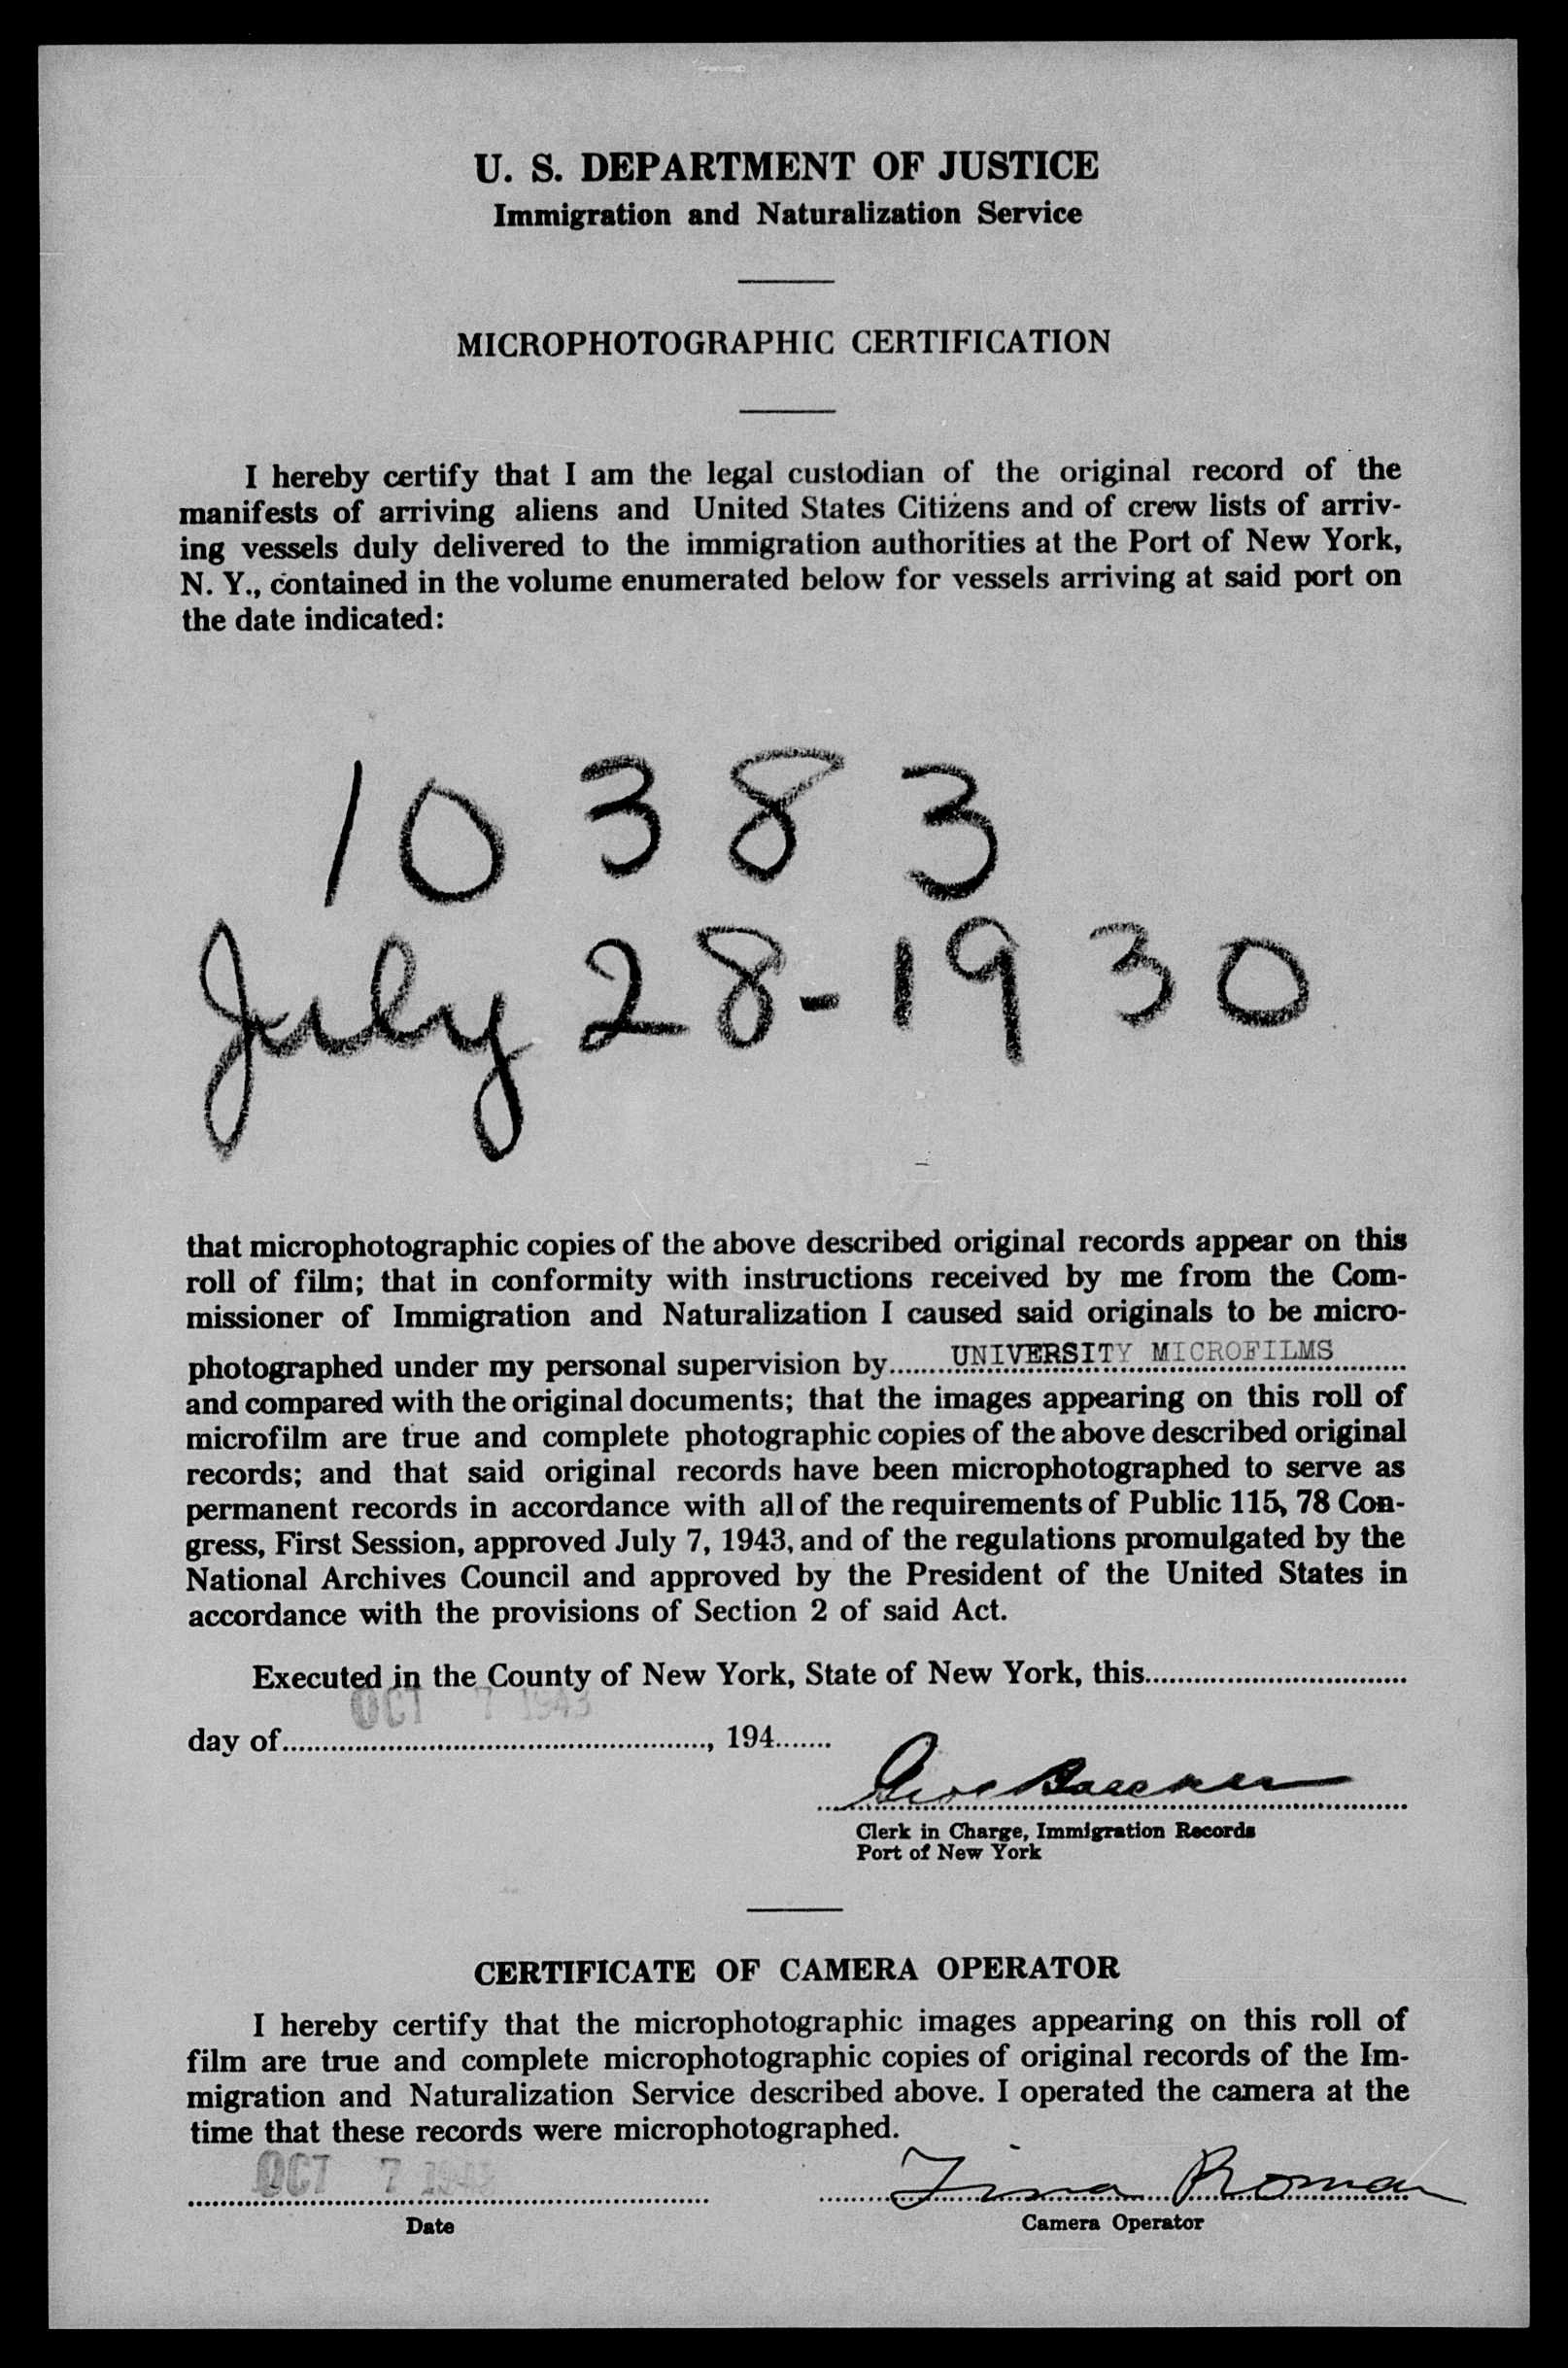 U. S. DEPARTMENT OF JUSTICE
Immigration and Naturalization Service
MICROPHOTOGRAPHIC CERTIFICATION
I hereby certify that I am the legal custodian of the original record of the
manifests of arriving aliens and United States Citizens and of crew lists of arriv-
ing vessels duly delivered to the immigration authorities at the Port of New York,
N. Y., contained in the volume enumerated below for vessels arriving at said port on
the date indicated:
10383
July 28-1930
that microphotographic copies of the above described original records appear on this
roll of film; that in conformity with instructions received by me from the Com-
missioner of Immigration and Naturalization I caused said originals to be micro-
photographed under my personal supervision by........UNIVERSITY MICROFILMS........
and compared with the original documents; that the images appearing on this roll of
microfilm are true and complete photographic copies of the above described original
records; and that said original records have been microphotographed to serve as
permanent records in accordance with all of the requirements of Public 115, 78 Con-
gress, First Session, approved July 7, 1943, and of the regulations promulgated by the
National Archives Council and approved by the President of the United States in
accordance with the provisions of Section 2 of said Act.
Executed in the County of New York, State of New York, this................................
OCT 7 1943
day of...................................................., 194.......
Clerk in Charge, Immigration Records
Port of New York
CERTIFICATE OF CAMERA OPERATOR
I hereby certify that the microphotographic images appearing on this roll of
film are true and complete microphotographic copies of original records of the Im-
migration and Naturalization Service described above. I operated the camera at the
time that these records were microphotographed.
OCT 7 1943 Roman
Date Camera Operator